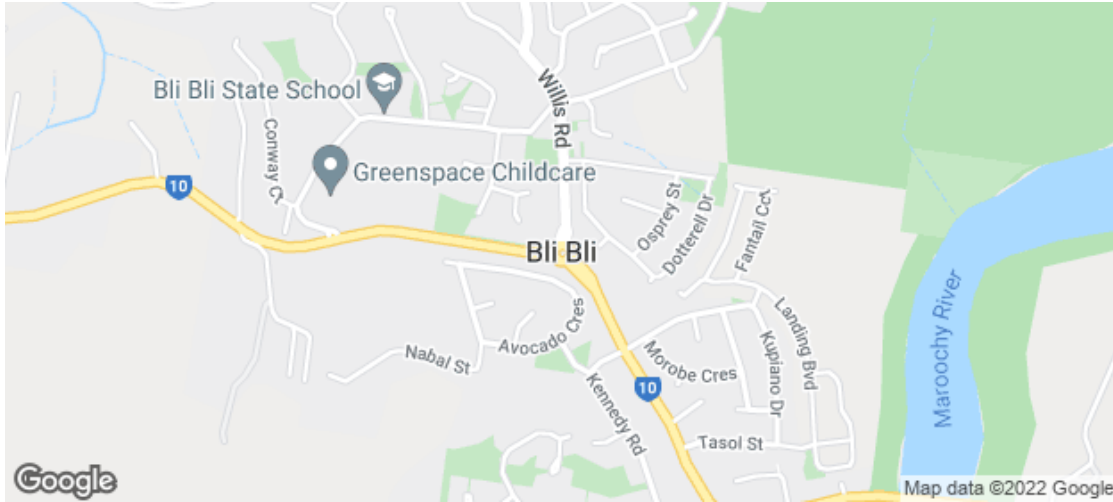 Willis Rd
Bli Bli State School
Conway Ct
Greenspace Childcare
10
Osprey St
Dotterell Dr
Fantail Cct
Bli Bli
Maroochy River
Landing Bvd
Kupiano Dr
Avocado Cres
Nabal St
Morobe Cres
10
Kennedy Rd
Tasol St
Google
Map data ©2022 Google